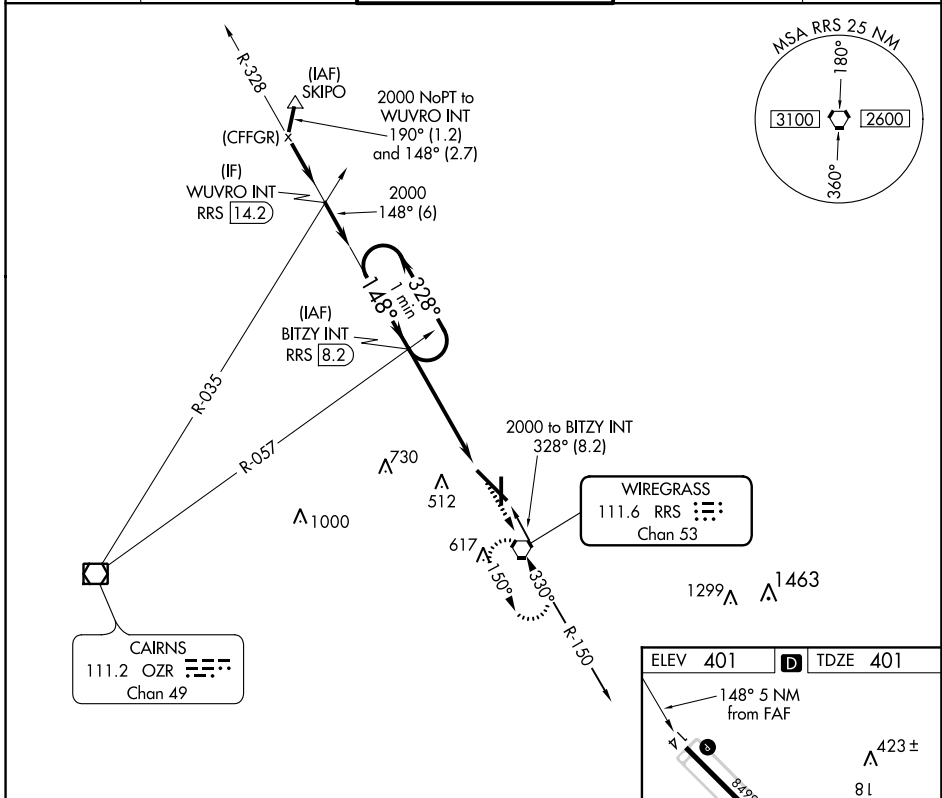 R-328
(IAF)
SKIPO
(CFFGR) x
2000 NoPT to
WUVRO INT
190° (1.2)
and 148° (2.7)
MSA RRS 25 NM
180°
3100
2600
360°
(IF)
WUVRO INT
RRS 14.2
2000
148° (6)
148°
1 min
328°
(IAF)
BITZY INT
RRS 8.2
R-035
R-057
2000 to BITZY INT
328° (8.2)
730
512
1000
617
WIREGRASS
111.6 RRS
Chan 53
150°
330°
R-150
1299
1463
CAIRNS
111.2 OZR
Chan 49
ELEV 401
D
TDZE 401
148° 5 NM
from FAF
P
423 ±
18